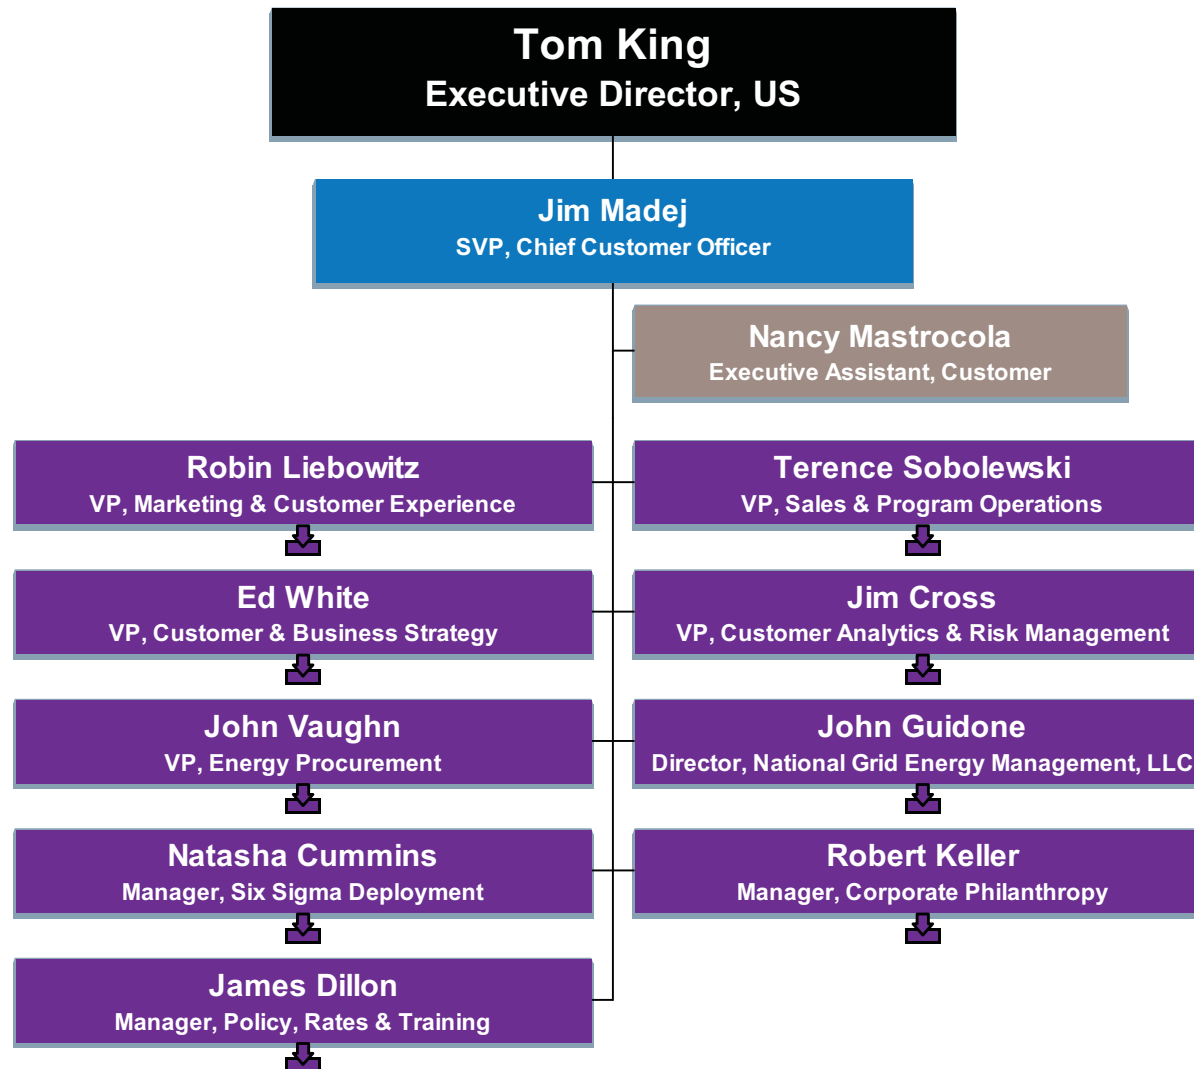 Tom King
Executive Director, US
Jim Madej
SVP, Chief Customer Officer
Nancy Mastrocola
Executive Assistant, Customer
Robin Liebowitz
VP, Marketing & Customer Experience
Terence Sobolewski
VP, Sales & Program Operations
Ed White
VP, Customer & Business Strategy
Jim Cross
VP, Customer Analytics & Risk Management
John Vaughn
VP, Energy Procurement
John Guidone
Director, National Grid Energy Management, LLC
Natasha Cummins
Manager, Six Sigma Deployment
Robert Keller
Manager, Corporate Philanthropy
James Dillon
Manager, Policy, Rates & Training